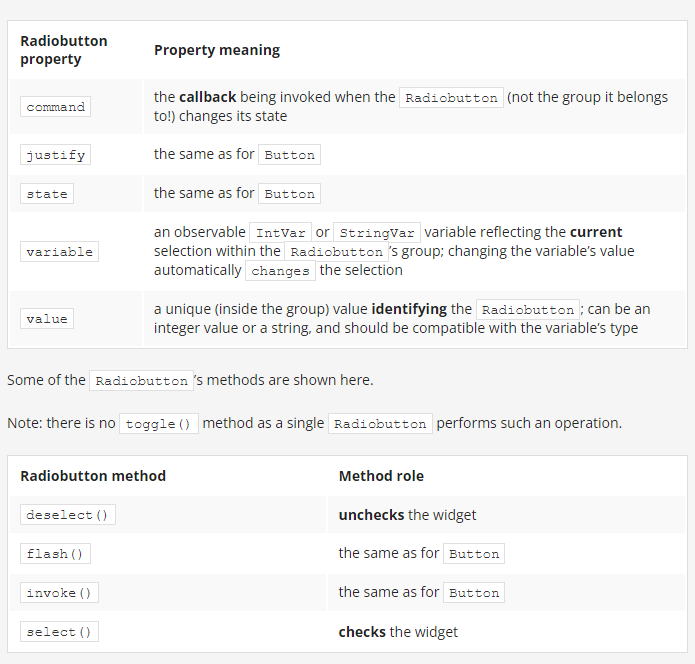 Radiobutton property
Property meaning
command
the callback being invoked when the Radiobutton (not the group it belongs
to!) changes its state
justify
the same as for Button
state
the same as for Button
variable
an observable IntVar or StringVar variable reflecting the current
selection within the Radiobutton's group; changing the variable's value
automatically changes the selection
value
a unique (inside the group) value identifying the Radiobutton; can be an
integer value or a string, and should be compatible with the variable's type
Some of the Radiobutton's methods are shown here.
Note: there is no toggle() method as a single Radiobutton performs such an operation.
Radiobutton method
Method role
deselect()
unchecks the widget
flash()
the same as for Button
invoke()
the same as for Button
select()
checks the widget